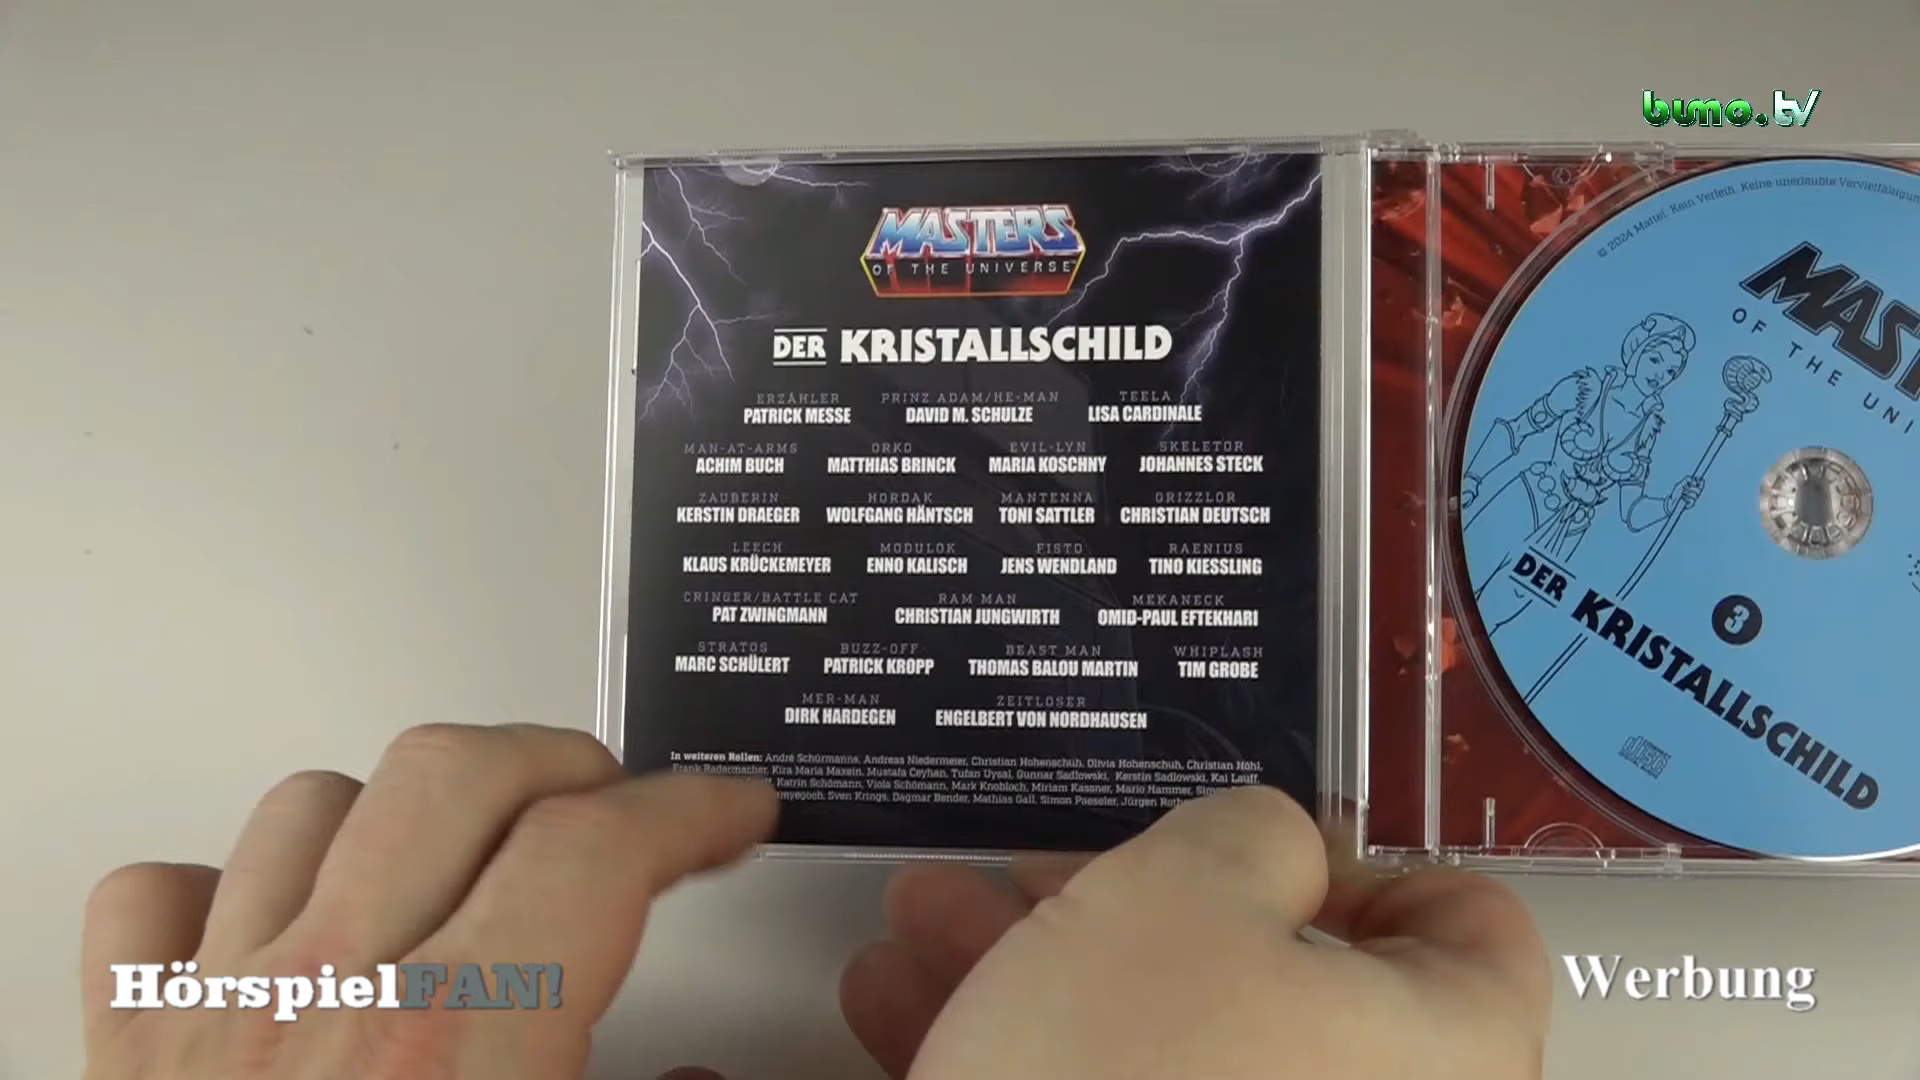 bumo.tv
MASTERS
OF THE UNIVERSE
DER KRISTALLSCHILD
ERZÄHLER PRINZ ADAM/HE-MAN TEELA
PATRICK MESSE DAVID M. SCHULZE LISA CARDINALE
MAN-AT-ARMS ORKO EVIL-LYN SKELETOR
ACHIM BUCH MATTHIAS BRINCK MARIA KOSCHNY JOHANNES STECK
ZAUBERIN HORDAK MANTENNA GRIZZLOR
KERSTIN DRAEGER WOLFGANG HÄNTSCH TONI SATTLER CHRISTIAN DEUTSCH
LEECH MODULOK FISTO RAENIUS
KLAUS KRÜCKEMEYER ENNO KALISCH JENS WENDLAND TINO KIESSLING
CRINGER/BATTLE CAT RAM MAN MEKANECK
PAT ZWINGMANN CHRISTIAN JUNGWIRTH OMID-PAUL EFTEKHARI
STRATOS BUZZ-OFF BEAST MAN WHIPLASH
MARC SCHÜLERT PATRICK KROPP THOMAS BALOU MARTIN TIM GROBE
MER-MAN ZEITLOSER
DIRK HARDEGEN ENGELBERT VON NORDHAUSEN
In weiteren Rollen: André Schürmanns, Andreas Niedermeier, Christian Hohenschuh, Olivia Hohenschuh, Christian Höhl,
Frank Radermacher, Kira Maria Maxein, Mustafa Ceyhan, Tufan Uysal, Gunnar Sadlowski, Kerstin Sadlowski, Kai Lauff,
Katrin Schömann, Viola Schömann, Mark Knobloch, Miriam Kassner, Mario Hammer,
Sven Krings, Dagmar Bender, Mathias Gall, Simon Paeseler, Jürgen
© 2024 Mattel. Kein Verleih. Keine unerlaubte
OF THE
DER KRISTALLSCHILD
3
HörspielFAN!
Werbung